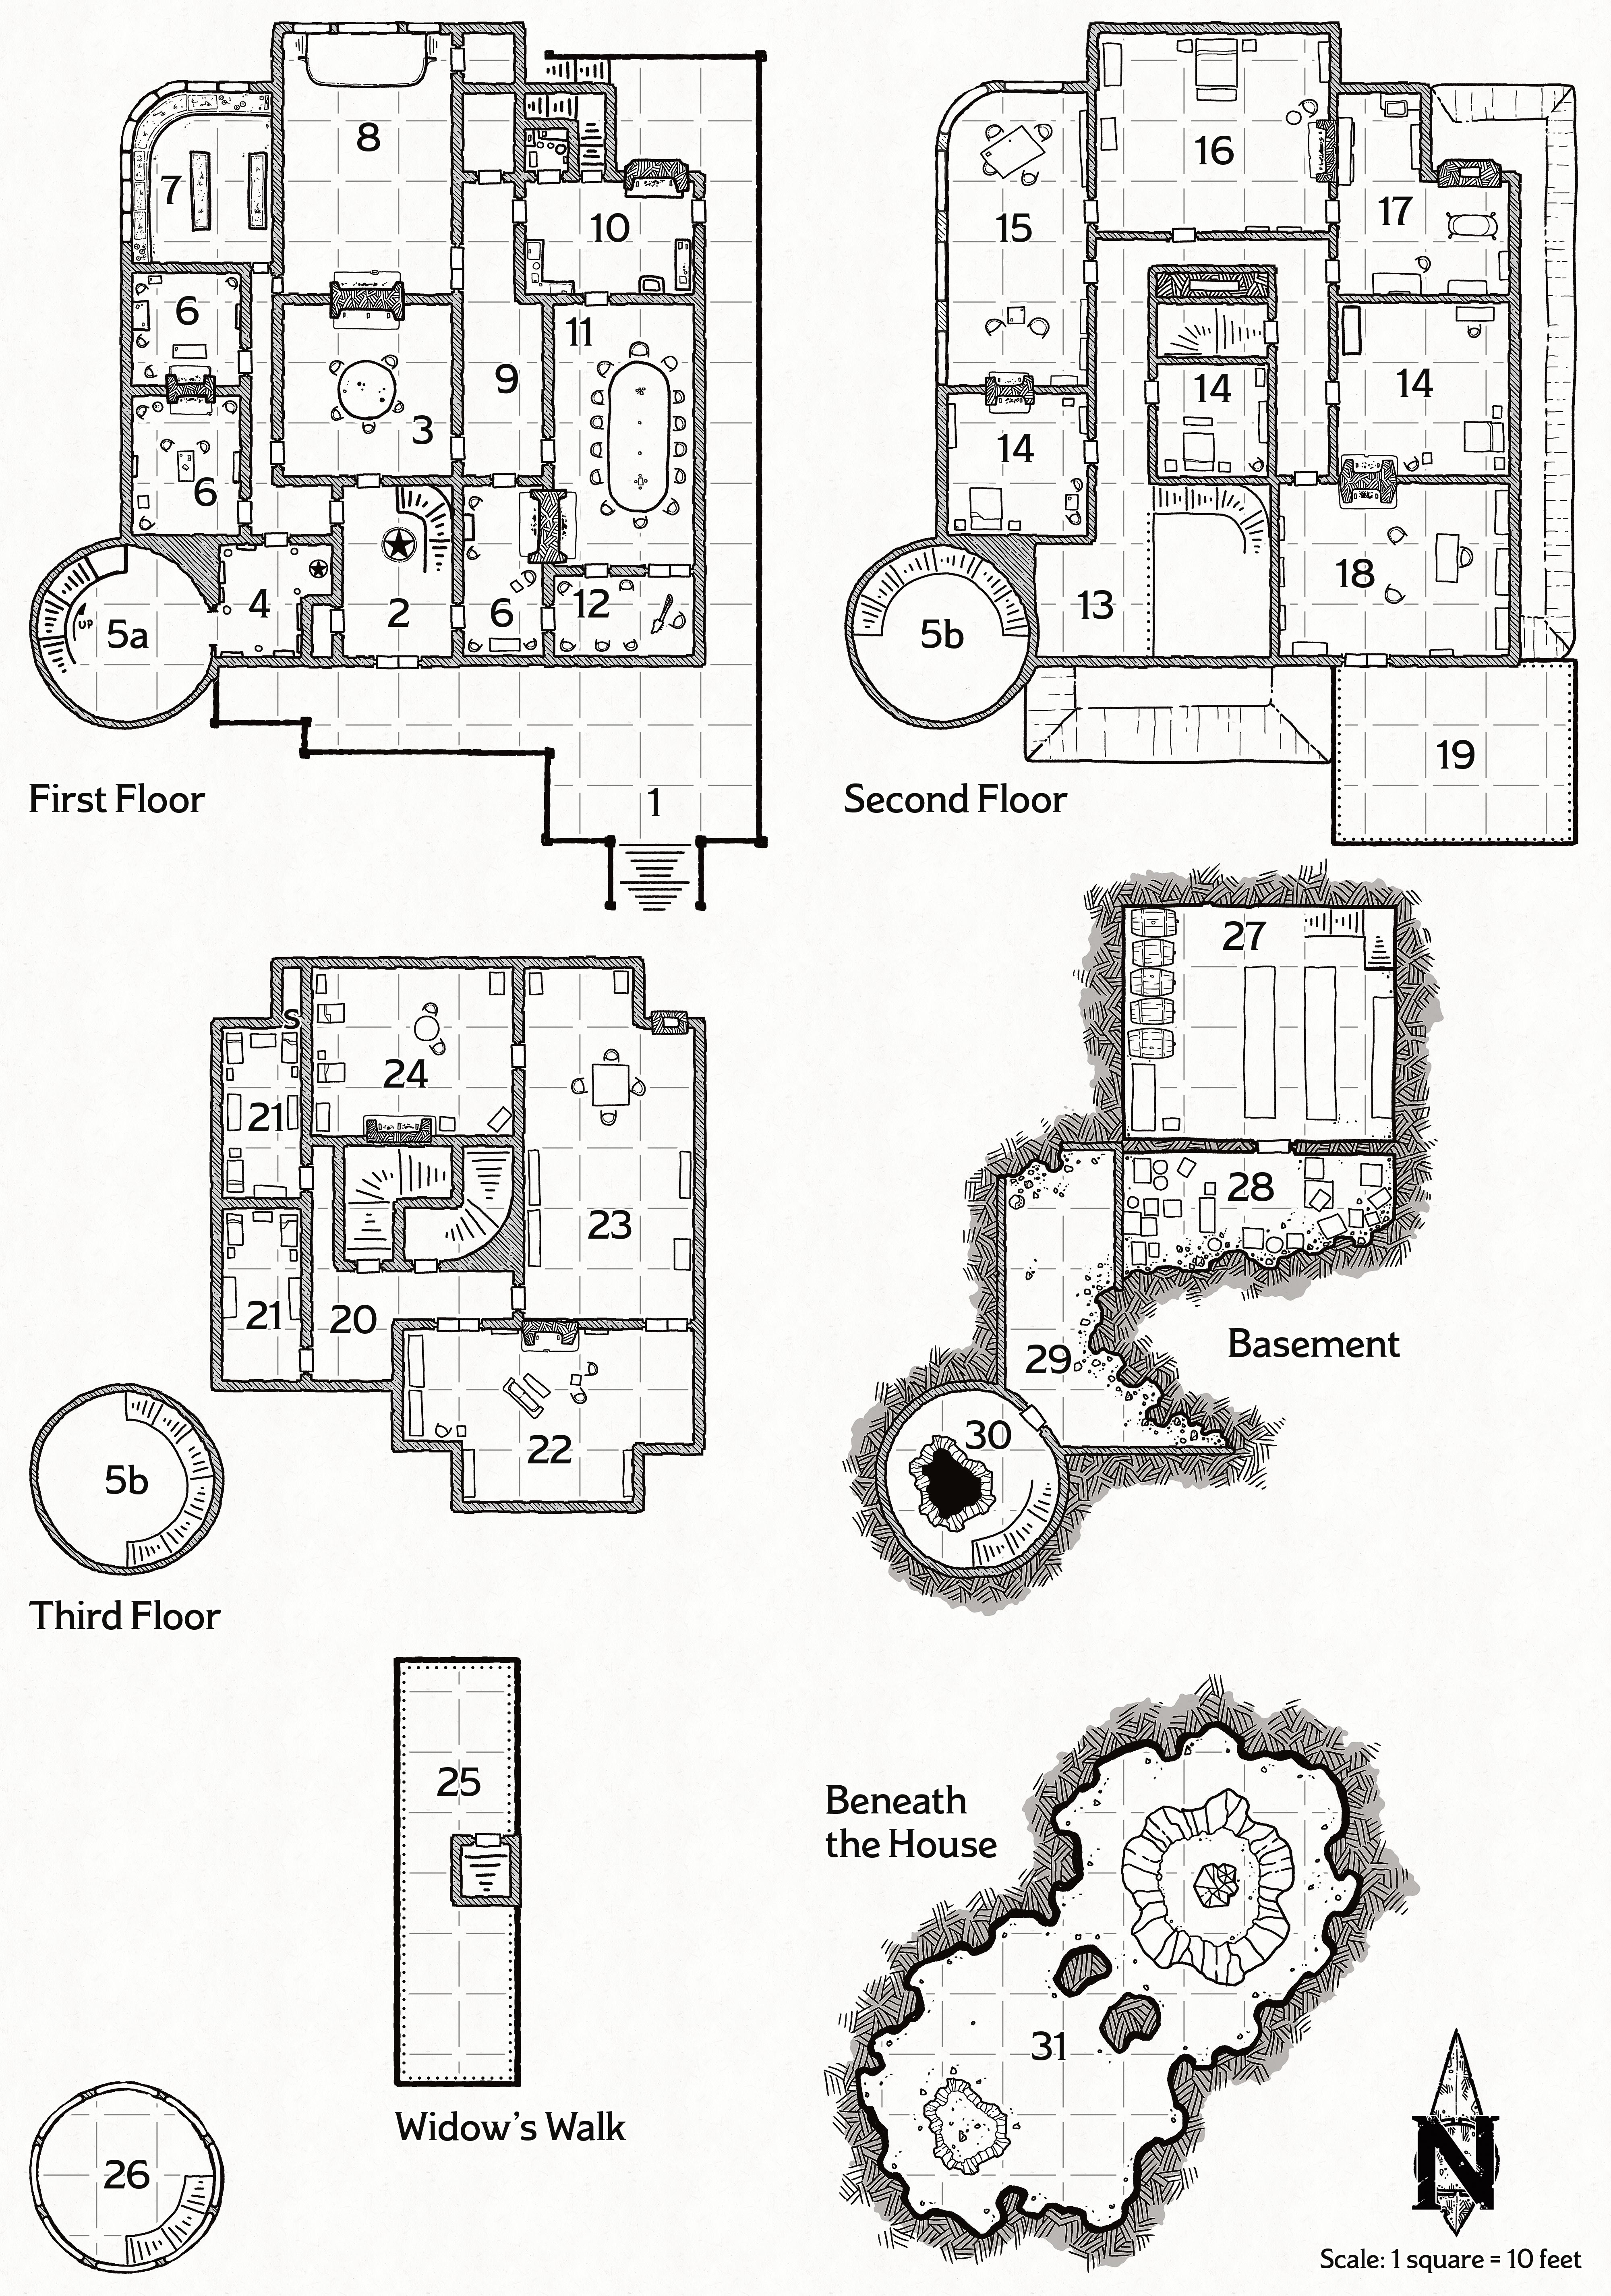 8
7
10
6
11
9
3
6
4
2
6
12
UP
5a
1
First Floor
16
15
17
14
14
14
18
5b
13
19
Second Floor
24
21
23
21
20
22
5b
S
Third Floor
27
28
29
30
Basement
25
Widow's Walk
26
Beneath
the House
31
N
Scale: 1 square = 10 feet